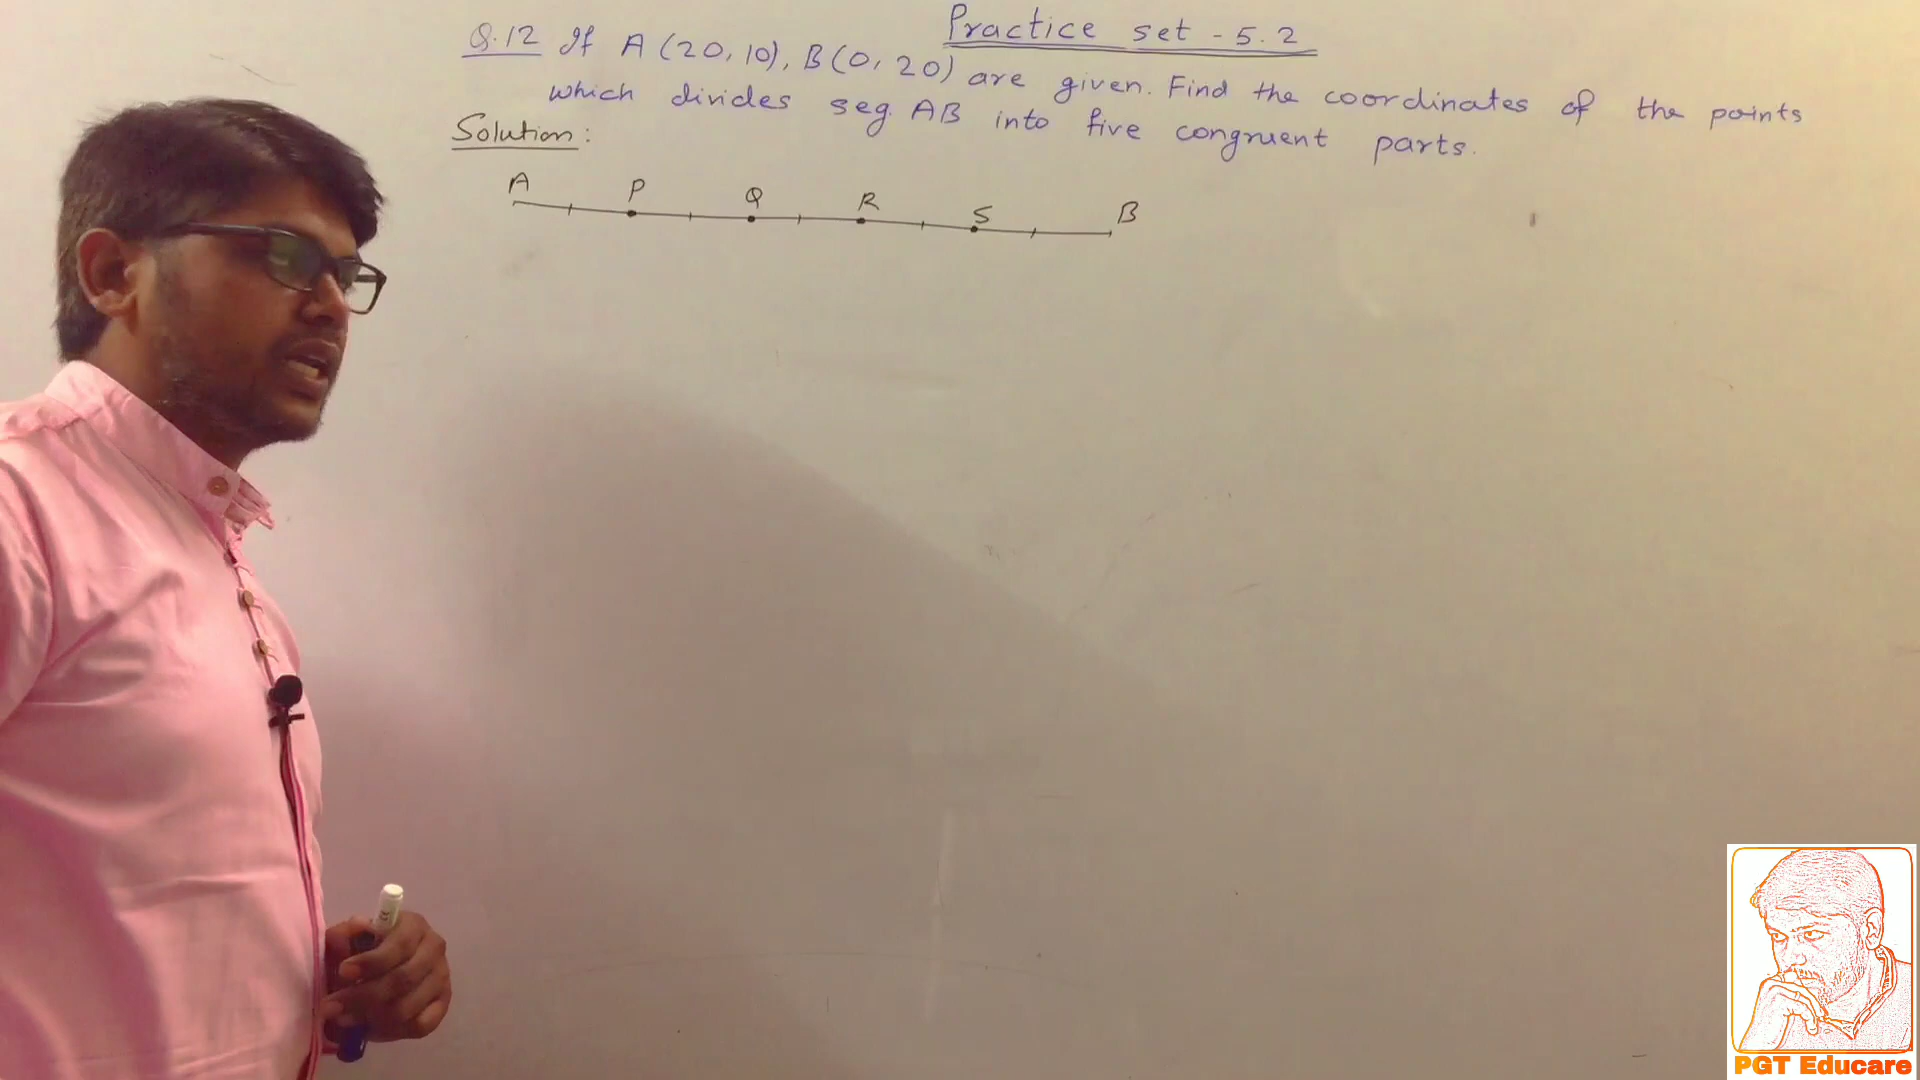 Practice set - 5.2
Q.12 If A (20, 10), B (0, 20) are given. Find the coordinates of the points
which divides seg. AB into five congruent parts.
Solution :
A P Q R S B
PGT Educare